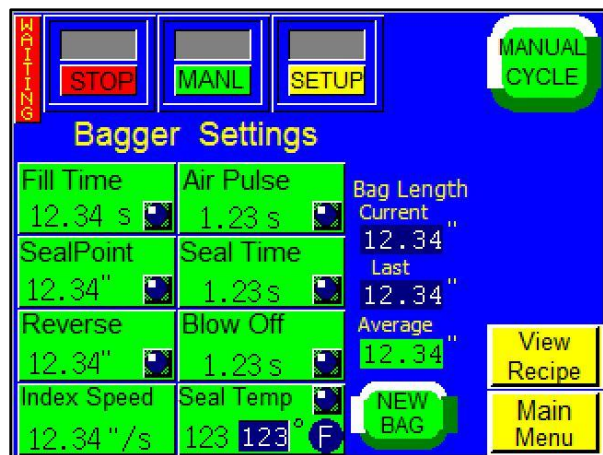 WAITING
STOP
MANL
SETUP
MANUAL
CYCLE
Bagger Settings
Fill Time
12.34 s
Air Pulse
1.23 s
SealPoint
12.34"
Seal Time
1.23 s
Reverse
12.34"
Blow Off
1.23 s
Index Speed
12.34"/s
Seal Temp
123 123° F
Bag Length
Current
12.34"
Last
12.34"
Average
12.34"
NEW
BAG
View
Recipe
Main
Menu